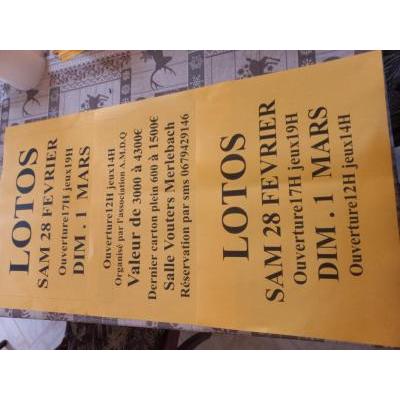 LOTOS
SAM 28 FEVRIER
Ouverture17H jeux19H
DIM . 1 MARS
Ouverture12H jeux14H
Organisé par l'association A.M.D.Q
Valeur de 3000 à 4300€
Dernier carton plein 600 à 1500€
Salle Vouters Merlebach
Réservation par sms 0679429146
LOTOS
SAM 28 FEVRIER
Ouverture17H jeux19H
DIM . 1 MARS
Ouverture12H jeux14H